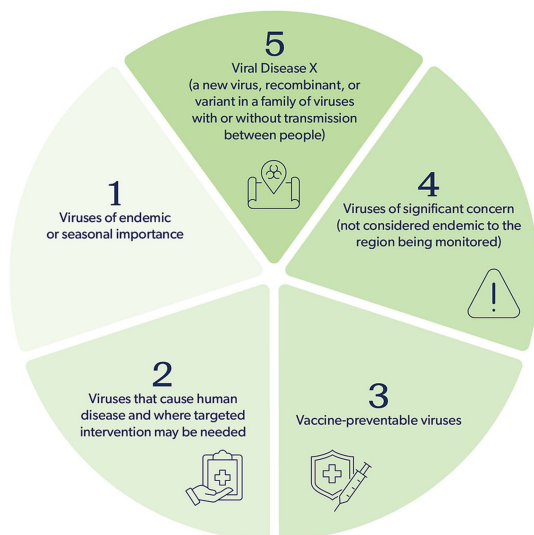 5
Viral Disease X
(a new virus, recombinant, or
variant in a family of viruses
with or without transmission
between people)
4
Viruses of significant concern
(not considered endemic to the
region being monitored)
1
Viruses of endemic
or seasonal importance
2
Viruses that cause human
disease and where targeted
intervention may be needed
3
Vaccine-preventable viruses